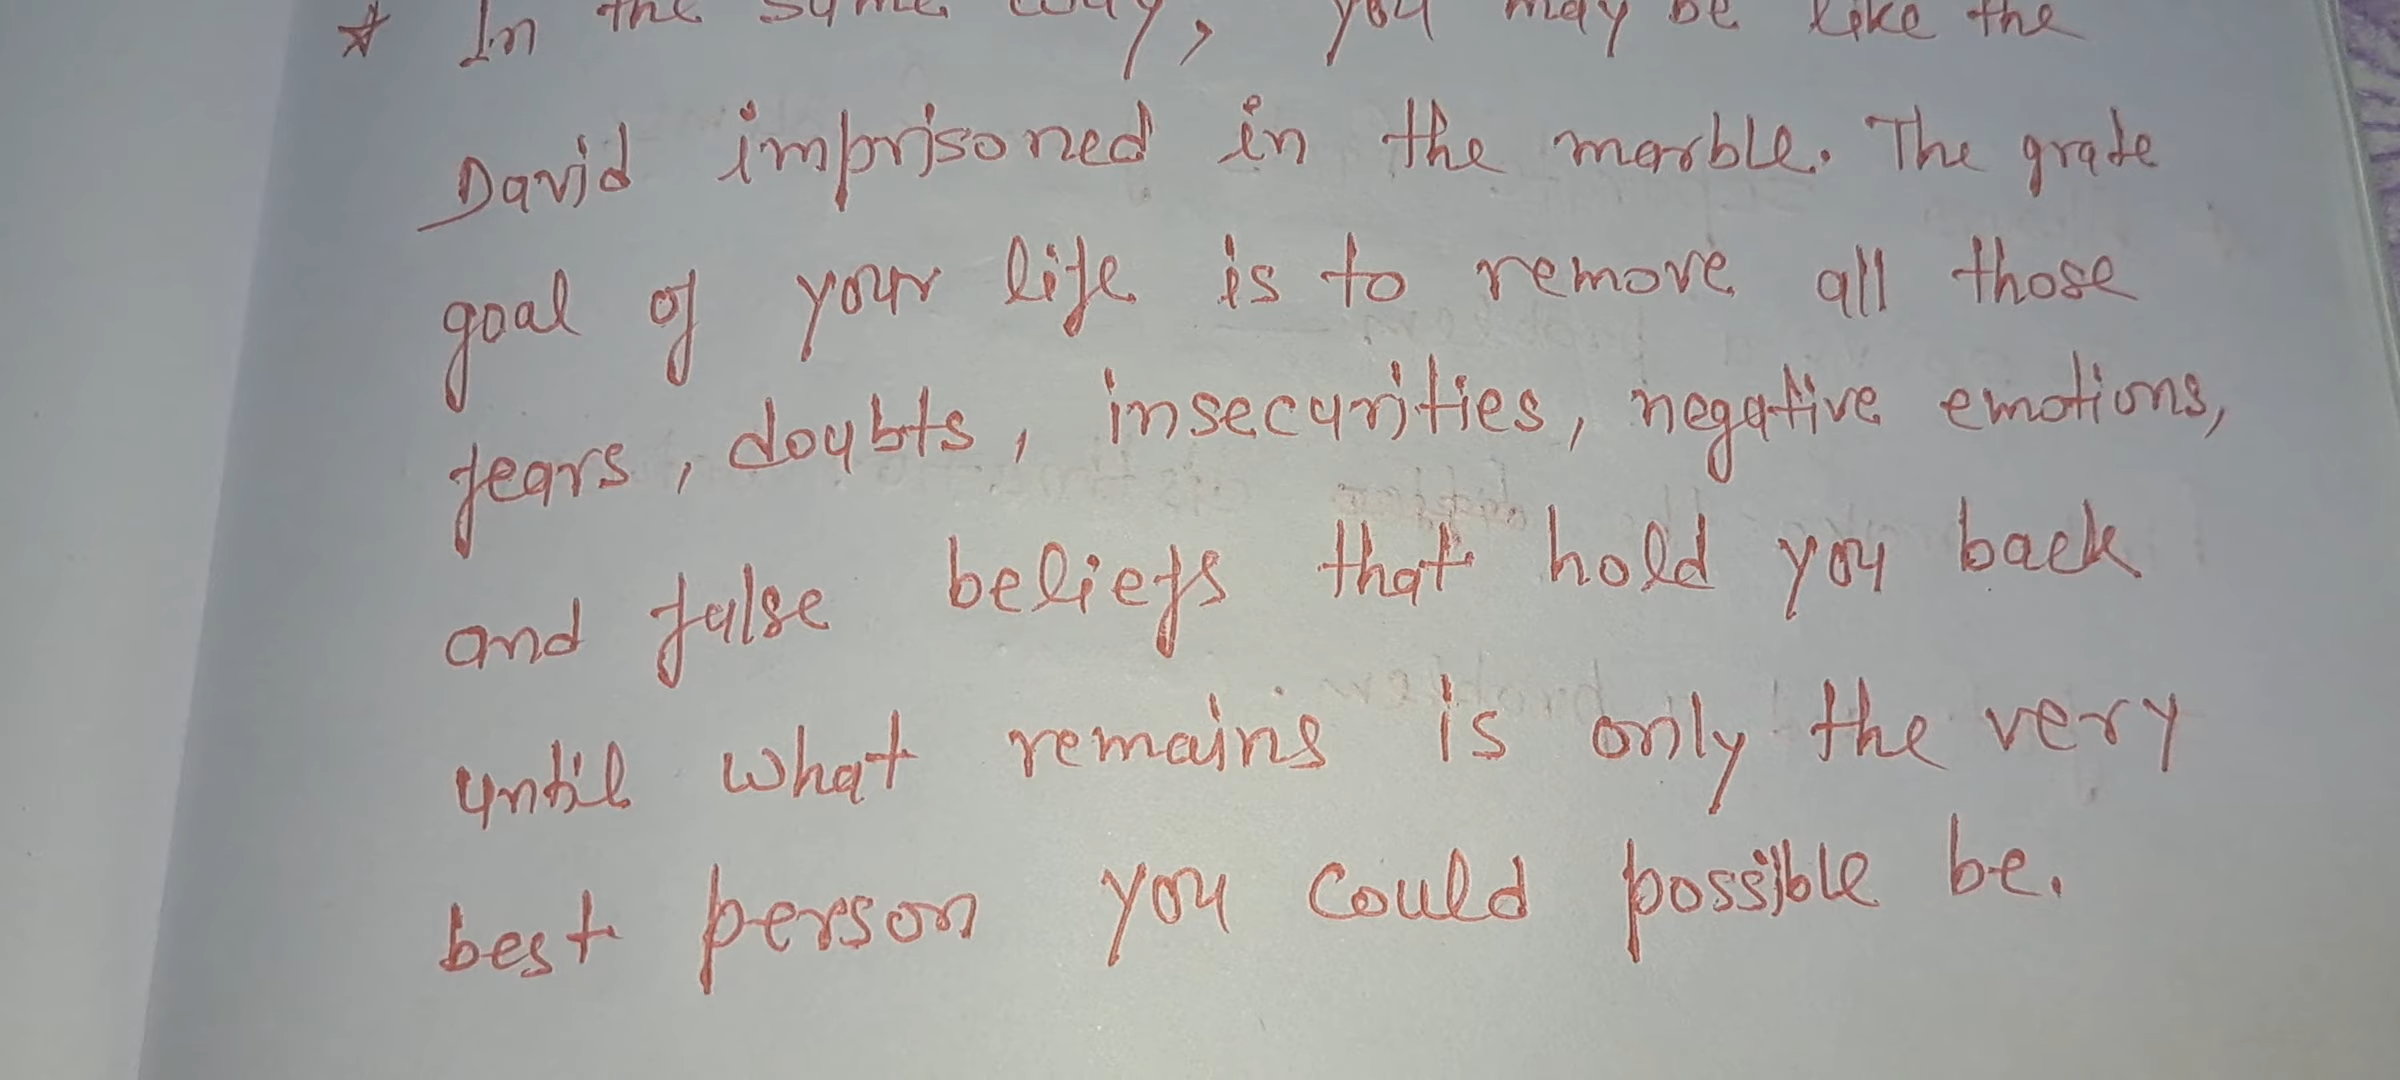 ☆ In the same way, you may be like the
David imprisoned in the marble. The grate
goal of your life is to remove all those
fears, doubts, insecurities, negative emotions,
and false beliefs that hold you back
until what remains is only the very
best person you could possible be.